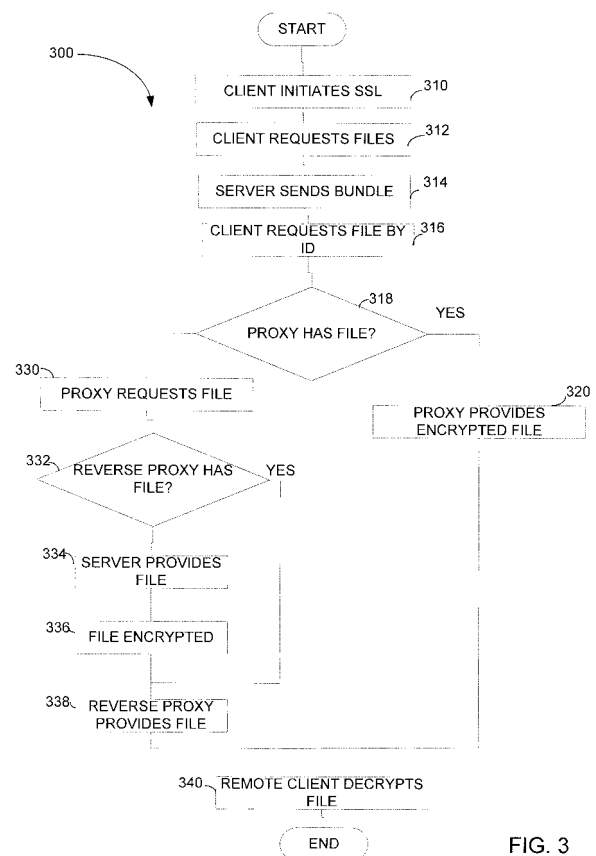 START
300
CLIENT INITIATES SSL
310
CLIENT REQUESTS FILES
312
SERVER SENDS BUNDLE
314
CLIENT REQUESTS FILE BY
ID
316
318
PROXY HAS FILE?
YES
330
PROXY REQUESTS FILE
320
PROXY PROVIDES
ENCRYPTED FILE
332
REVERSE PROXY HAS
FILE?
YES
334
SERVER PROVIDES
FILE
336
FILE ENCRYPTED
338
REVERSE PROXY
PROVIDES FILE
340
REMOTE CLIENT DECRYPTS
FILE
END
FIG. 3